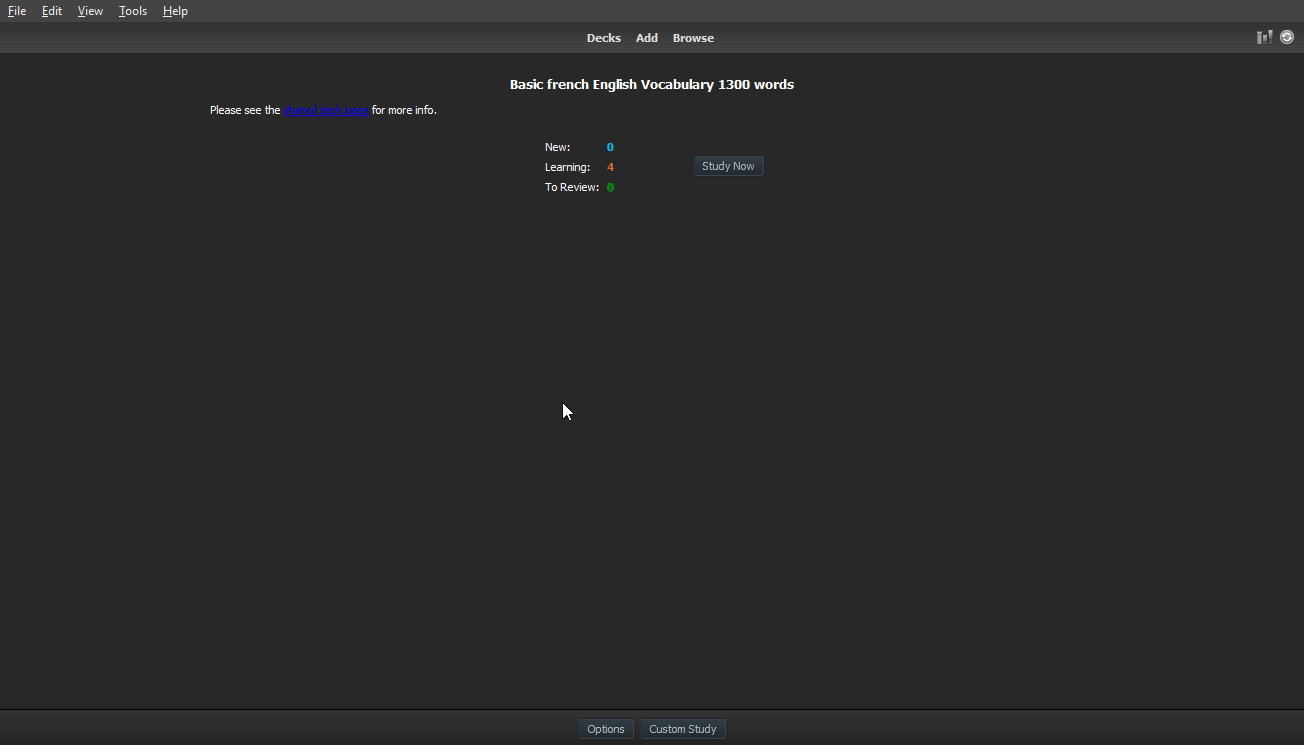 File Edit View Tools Help
Decks Add Browse
Basic french English Vocabulary 1300 words
Please see the shared deck page for more info.
New: 0
Learning: 4
Study Now
To Review: 0
Options Custom Study